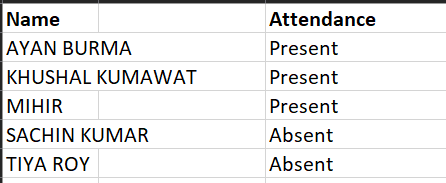 Name Attendance
AYAN BURMA Present
KHUSHAL KUMAWAT Present
MIHIR Present
SACHIN KUMAR Absent
TIYA ROY Absent